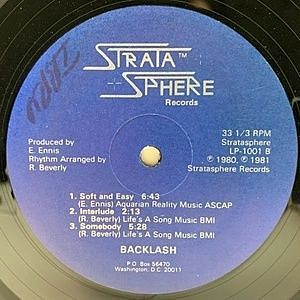 STRATA™
SPHERE
Records
Produced by
E. Ennis
Rhythm Arranged by
R. Beverly
33 1/3 RPM
Stratasphere
LP-1001 B
℗ 1980, ℗ 1981
Stratasphere Records
1. Soft and Easy 6:43
(E. Ennis) Aquarian Reality Music ASCAP
2. Interlude 2:13
(R. Beverly) Life's A Song Music BMI
3. Somebody 5:28
(R. Beverly) Life's A Song Music BMI
BACKLASH
P.O. Box 56470
Washington, D.C. 20011